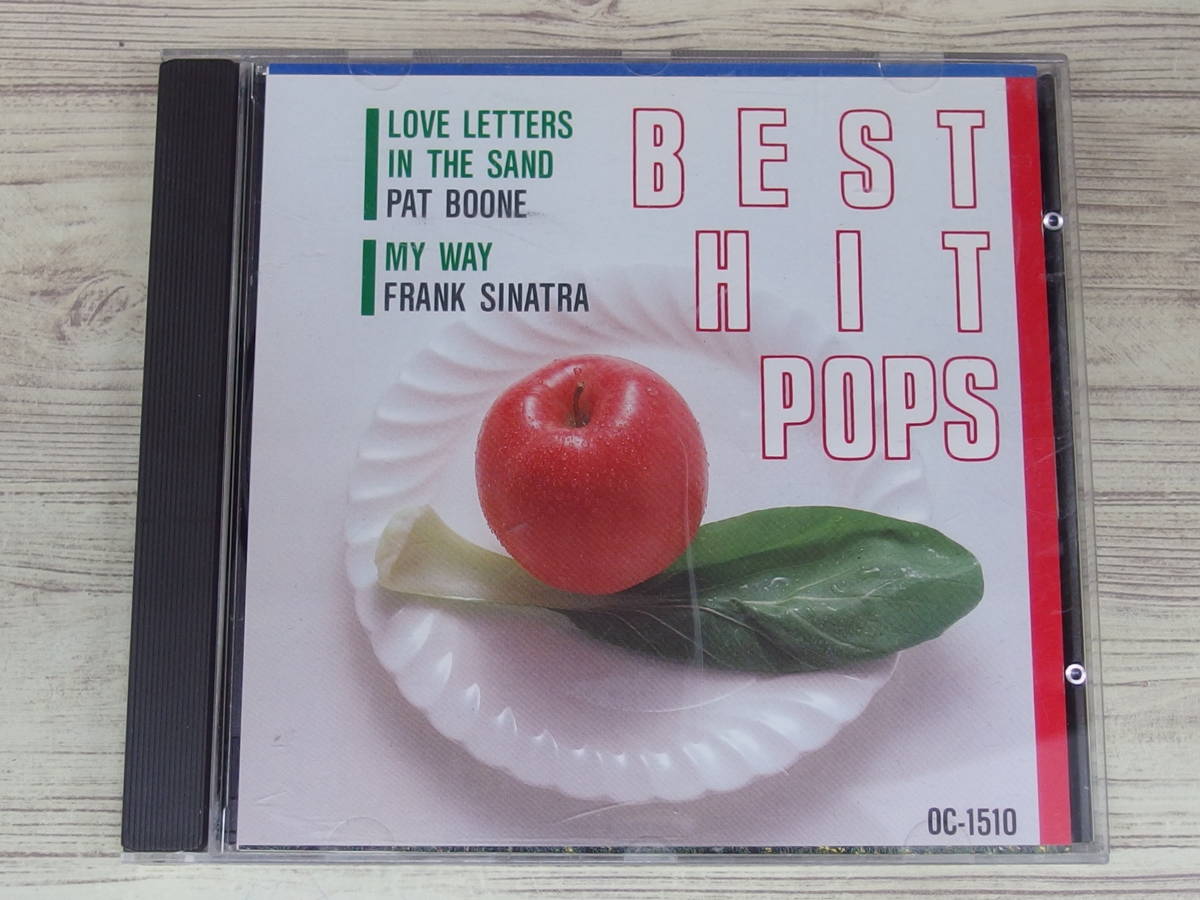 LOVE LETTERS
IN THE SAND
PAT BOONE
MY WAY
FRANK SINATRA
BEST
HIT
POPS
OC-1510